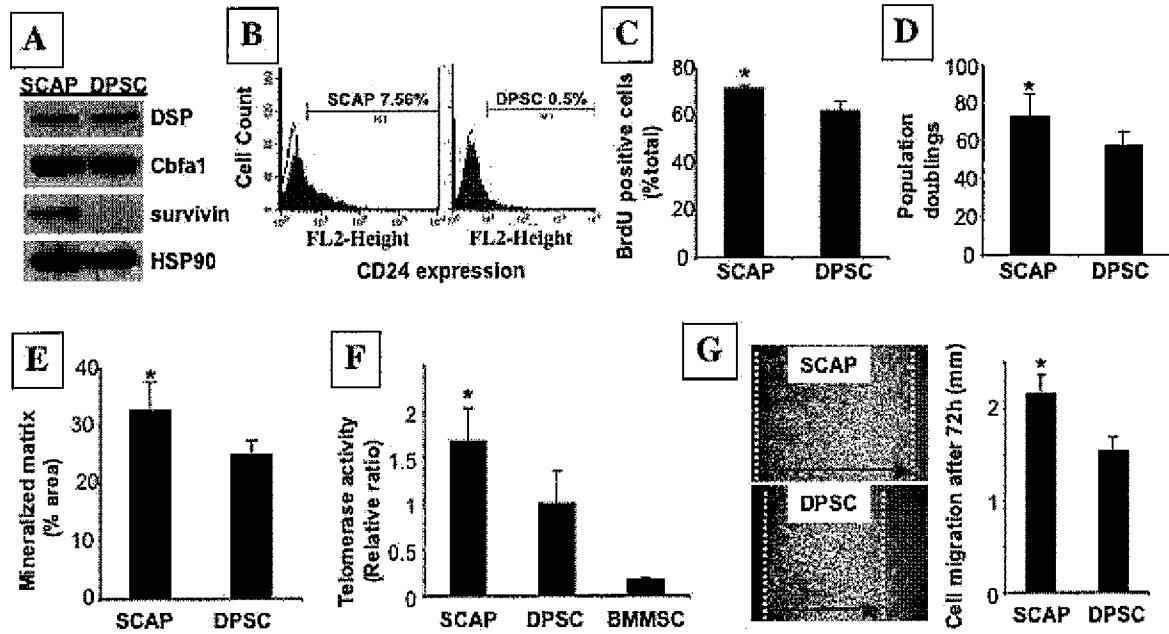 A
SCAP DPSC
DSP
Cbfa1
survivin
HSP90
B
Cell Count
SCAP 7.56%
DPSC 0.5%
FL2-Height
FL2-Height
CD24 expression
C
BrdU positive cells
(%total)
80
60
40
20
0
*
SCAP DPSC
D
Population
doublings
100
80
60
40
20
0
*
SCAP DPSC
E
Mineralized matrix
(% area)
40
30
20
10
0
*
SCAP DPSC
F
Telomerase activity
(Relative ratio)
2
1.5
1
0.5
0
*
SCAP DPSC BMMSC
G
SCAP
DPSC
Cell migration after 72h (mm)
2
1
0
*
SCAP DPSC